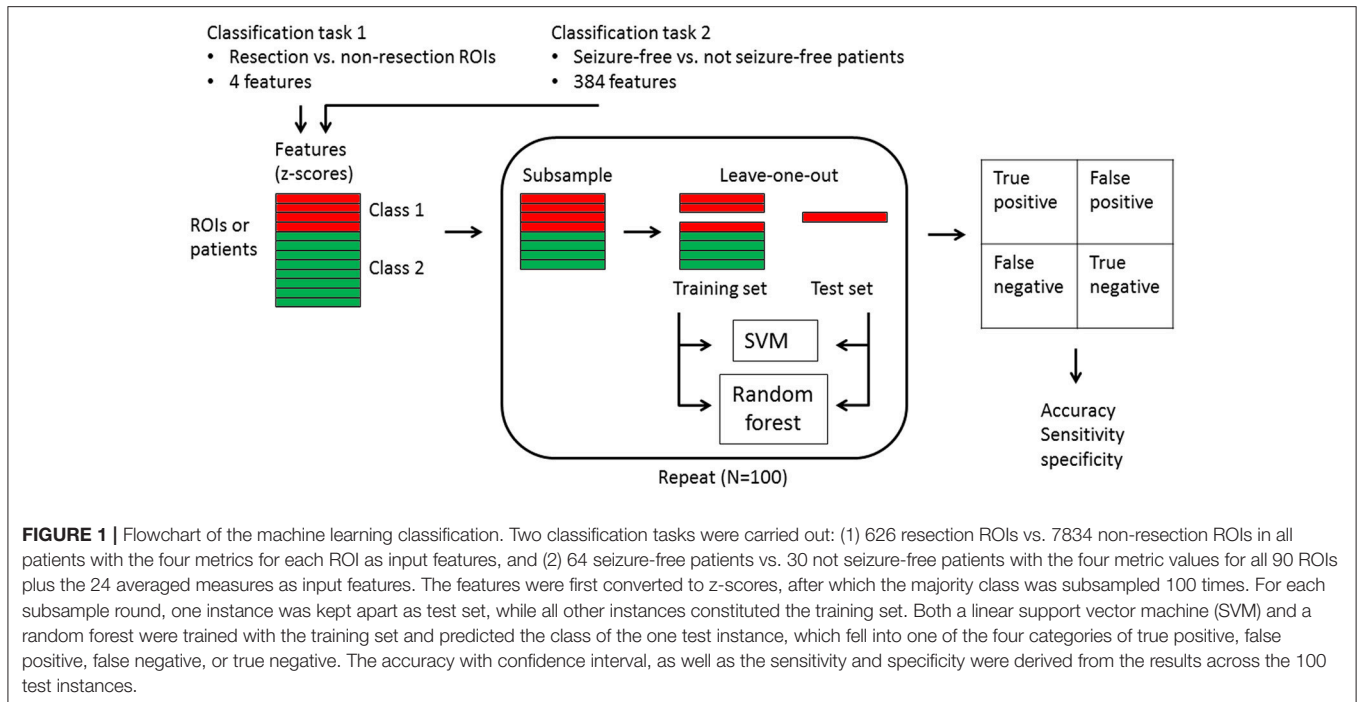 Classification task 1
• Resection vs. non-resection ROIs
• 4 features
Classification task 2
• Seizure-free vs. not seizure-free patients
• 384 features
Features
(z-scores)
ROIs or
patients
Class 1
Class 2
Subsample
Leave-one-out
Training set
Test set
SVM
Random
forest
Repeat (N=100)
True
positive
False
positive
False
negative
True
negative
Accuracy
Sensitivity
specificity
FIGURE 1 | Flowchart of the machine learning classification. Two classification tasks were carried out: (1) 626 resection ROIs vs. 7834 non-resection ROIs in all
patients with the four metrics for each ROI as input features, and (2) 64 seizure-free patients vs. 30 not seizure-free patients with the four metric values for all 90 ROIs
plus the 24 averaged measures as input features. The features were first converted to z-scores, after which the majority class was subsampled 100 times. For each
subsample round, one instance was kept apart as test set, while all other instances constituted the training set. Both a linear support vector machine (SVM) and a
random forest were trained with the training set and predicted the class of the one test instance, which fell into one of the four categories of true positive, false
positive, false negative, or true negative. The accuracy with confidence interval, as well as the sensitivity and specificity were derived from the results across the 100
test instances.